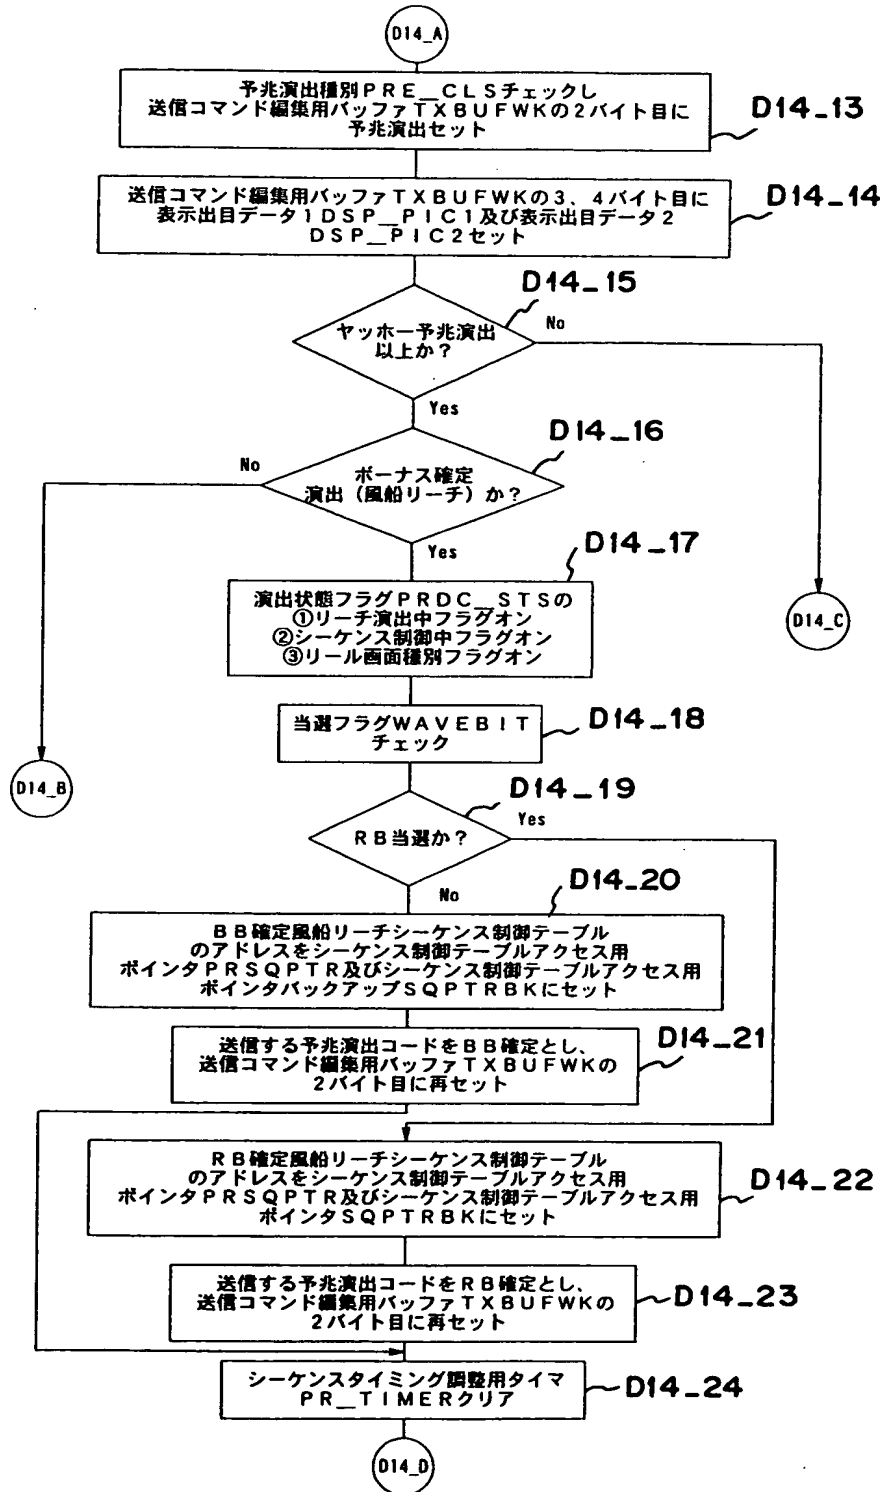 D14_A
予兆演出種別PRE__CLSチェックし
送信コマンド編集用バッファTXBUFWKの2バイト目に
予兆演出セット
D14_13
送信コマンド編集用バッファTXBUFWKの3、4バイト目に
表示出目データ1DSP__PIC1及び表示出目データ2
DSP__PIC2セット
D14_14
D14_15
ヤッホー予兆演出
以上か?
No
Yes
D14_16
ボーナス確定
演出(風船リーチ)か?
No
Yes
D14_17
演出状態フラグPRDC__STSの
①リーチ演出中フラグオン
②シーケンス制御中フラグオン
③リール画面種別フラグオン
D14_C
当選フラグWAVEBIT
チェック
D14_18
D14_B
D14_19
RB当選か?
Yes
No
D14_20
BB確定風船リーチシーケンス制御テーブル
のアドレスをシーケンス制御テーブルアクセス用
ポインタPRSQPTR及びシーケンス制御テーブルアクセス用
ポインタバックアップSQPTRBKにセット
D14_21
送信する予兆演出コードをBB確定とし、
送信コマンド編集用バッファTXBUFWKの
2バイト目に再セット
RB確定風船リーチシーケンス制御テーブル
のアドレスをシーケンス制御テーブルアクセス用
ポインタPRSQPTR及びシーケンス制御テーブルアクセス用
ポインタSQPTRBKにセット
D14_22
送信する予兆演出コードをRB確定とし、
送信コマンド編集用バッファTXBUFWKの
2バイト目に再セット
D14_23
シーケンスタイミング調整用タイマ
PR__TIMERクリア
D14_24
D14_D